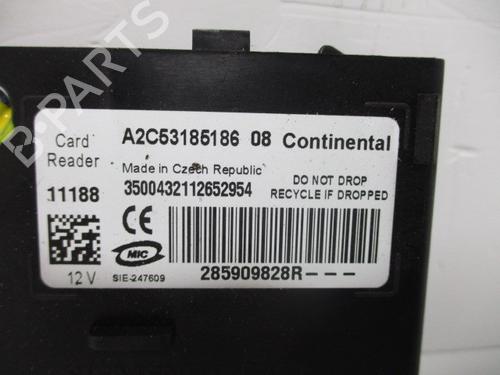 B-PARTS
Card Reader
A2C53185186 08 Continental
Made in Czech Republic
11188
3500432112652954
DO NOT DROP
RECYCLE IF DROPPED
CE
MIC
12 V
SIE-247609
285909828R---